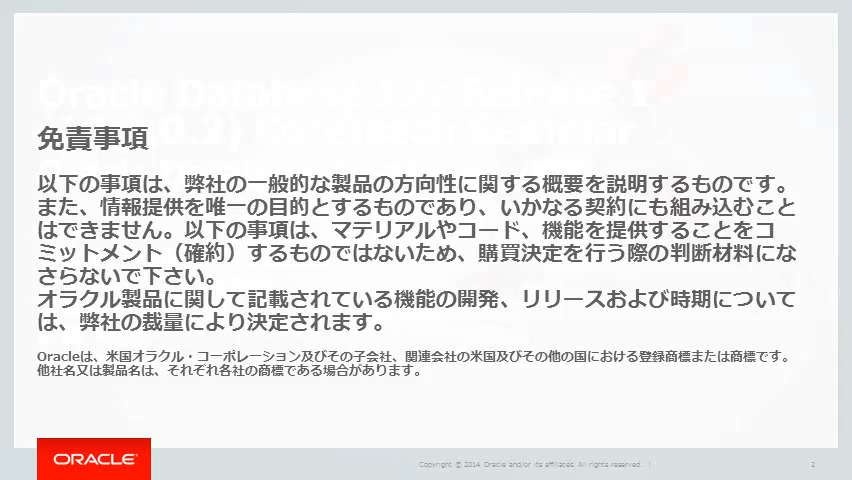 Oracle Database 12c Release 1
0.2) CoreTech Seminar
免責事項
以下の事項は、弊社の一般的な製品の方向性に関する概要を説明するものです。
また、情報提供を唯一の目的とするものであり、いかなる契約にも組み込むこと
はできません。以下の事項は、マテリアルやコード、機能を提供することをコ
ミットメント（確約）するものではないため、購買決定を行う際の判断材料にな
さらないで下さい。
オラクル製品に関して記載されている機能の開発、リリースおよび時期について
は、弊社の裁量により決定されます。
Oracleは、米国オラクル・コーポレーション及びその子会社、関連会社の米国及びその他の国における登録商標または商標です。
他社名又は製品名は、それぞれ各社の商標である場合があります。
ORACLE
Copyright © 2014 Oracle and/or its affiliates. All rights reserved. |
2